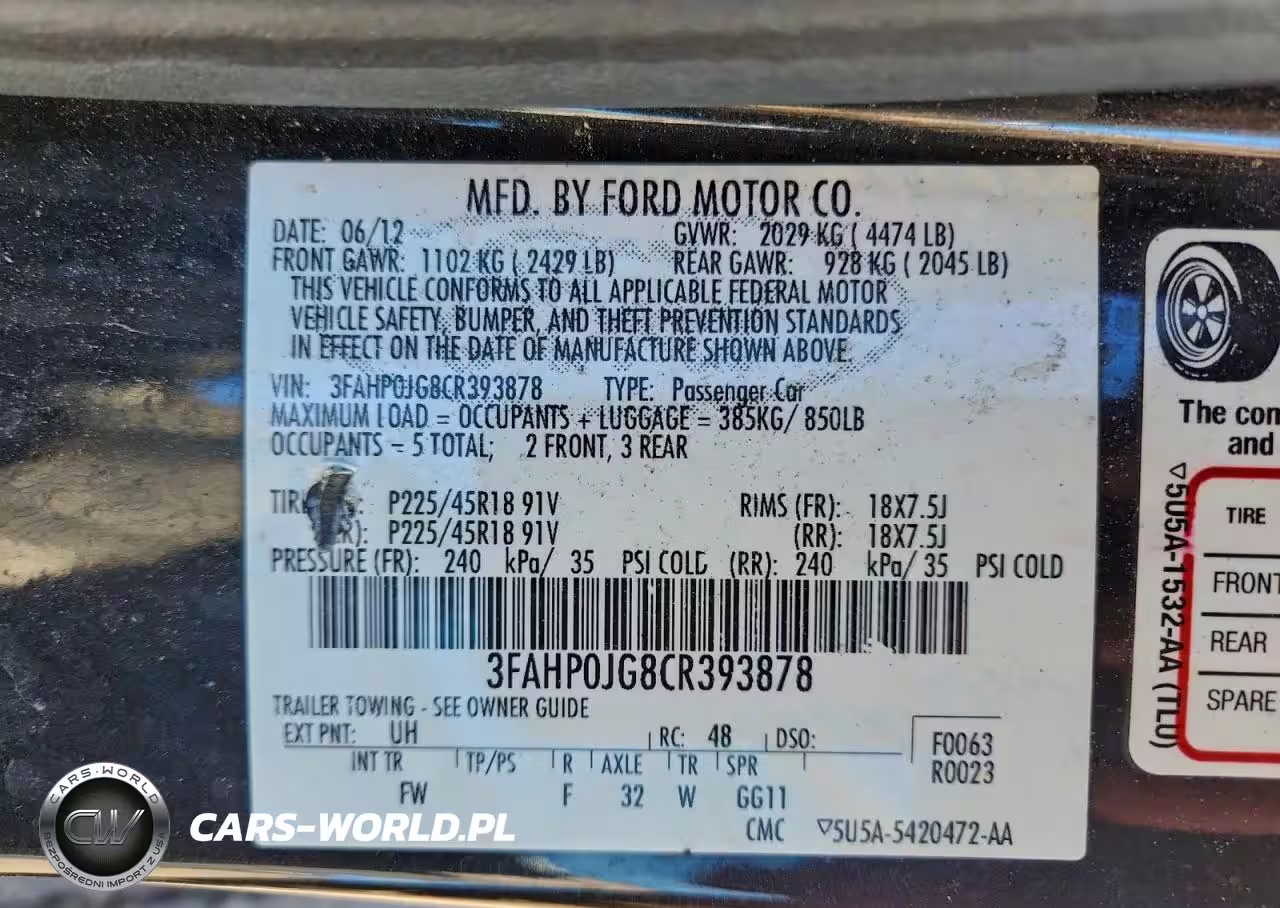 MFD. BY FORD MOTOR CO.
DATE: 06/12 GVWR: 2029 KG ( 4474 LB)
FRONT GAWR: 1102 KG ( 2429 LB) REAR GAWR: 928 KG ( 2045 LB)
THIS VEHICLE CONFORMS TO ALL APPLICABLE FEDERAL MOTOR
VEHICLE SAFETY, BUMPER, AND THEFT PREVENTION STANDARDS
IN EFFECT ON THE DATE OF MANUFACTURE SHOWN ABOVE.
VIN: 3FAHP0JG8CR393878 TYPE: Passenger Car
MAXIMUM LOAD = OCCUPANTS + LUGGAGE = 385KG/ 850LB
OCCUPANTS = 5 TOTAL; 2 FRONT, 3 REAR
P225/45R18 91V RIMS (FR): 18X7.5J
P225/45R18 91V (RR): 18X7.5J
PRESSURE (FR): 240 kPa/ 35 PSI COLD (RR): 240 kPa/ 35 PSI COLD
3FAHP0JG8CR393878
TRAILER TOWING - SEE OWNER GUIDE
EXT PNT: UH RC: 48 DSO:
F0063
R0023
INT TR TP/PS R AXLE TR SPR
FW F 32 W GG11
CMC ▽5U5A-5420472-AA
The con
and
▽5U5A-1532-AA (TLU)
TIRE
FRONT
REAR
SPARE
CARS-WORLD
CW
BEZPOŚREDNI IMPORT Z USA
CARS-WORLD.PL